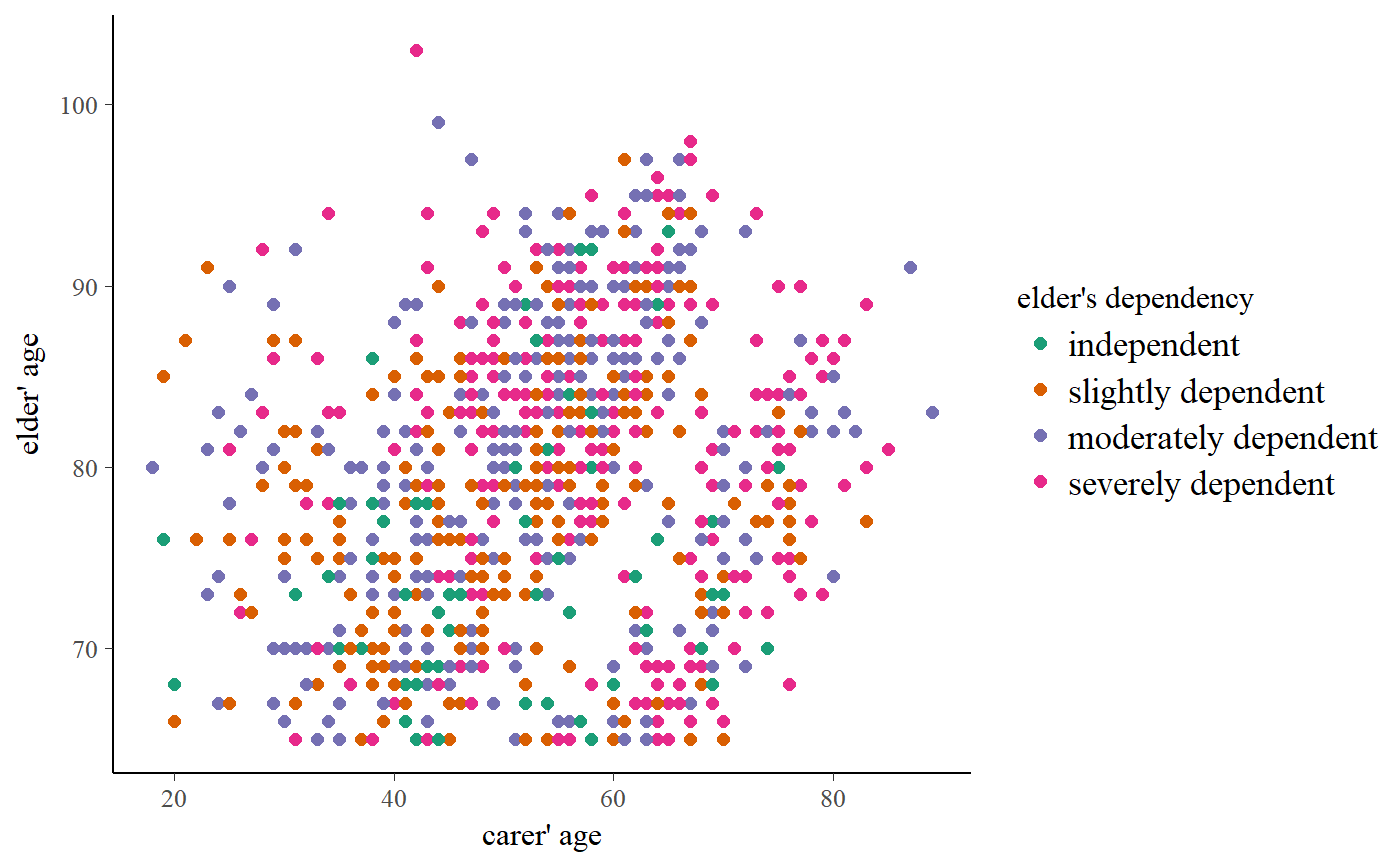 100
90
80
70
elder' age
20
40
60
80
carer' age
elder's dependency
independent
slightly dependent
moderately dependent
severely dependent